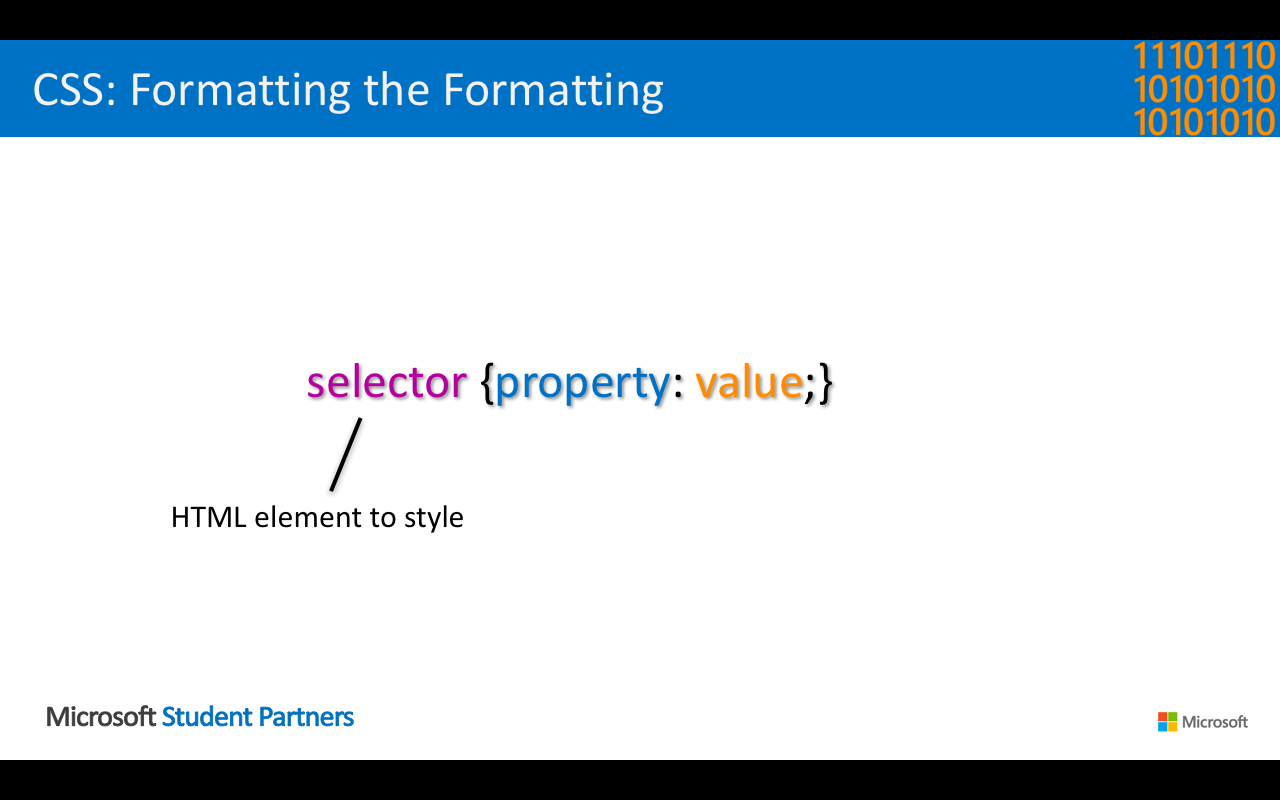 CSS: Formatting the Formatting
11101110
10101010
10101010
selector {property: value;}
HTML element to style
Microsoft Student Partners
Microsoft